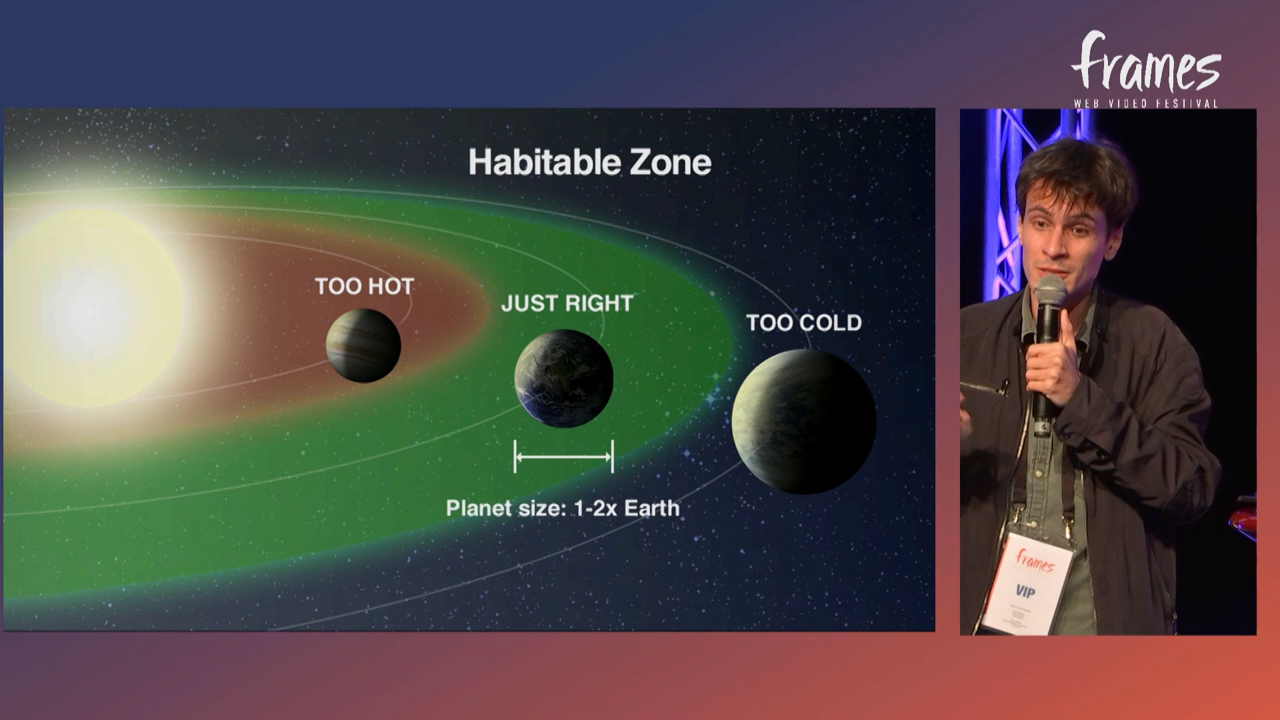 frames
WEB VIDEO FESTIVAL
Habitable Zone
TOO HOT
JUST RIGHT
TOO COLD
Planet size: 1-2x Earth
frames
VIP